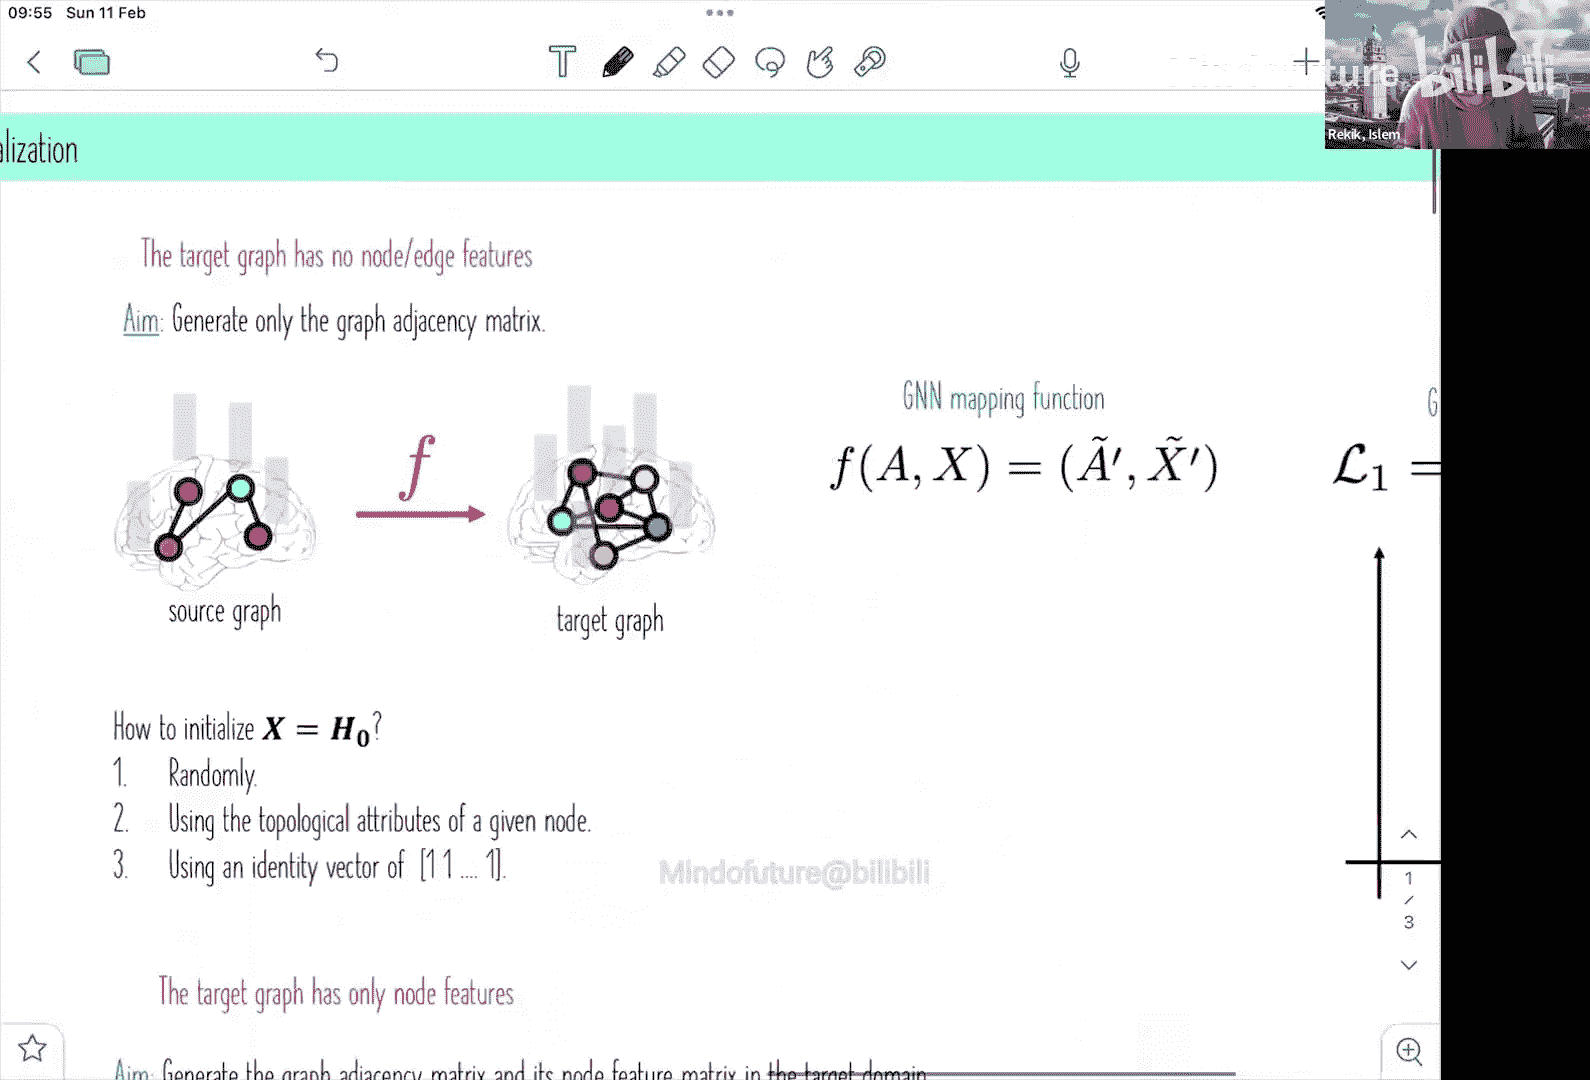 09:55 Sun 11 Feb
ture bilibili
Rekik, Islem
alization
The target graph has no node/edge features
Aim: Generate only the graph adjacency matrix.
GNN mapping function
f(A, X) = (Ã′, X̃′)
G
ℒ₁ =
f
source graph
target graph
How to initialize X = H₀?
1. Randomly.
2. Using the topological attributes of a given node.
3. Using an identity vector of [1 1 .... 1].
Mindofuture@bilibili
1
/
3
The target graph has only node features
Aim: Generate the graph adjacency matrix and its node feature matrix in the target domain